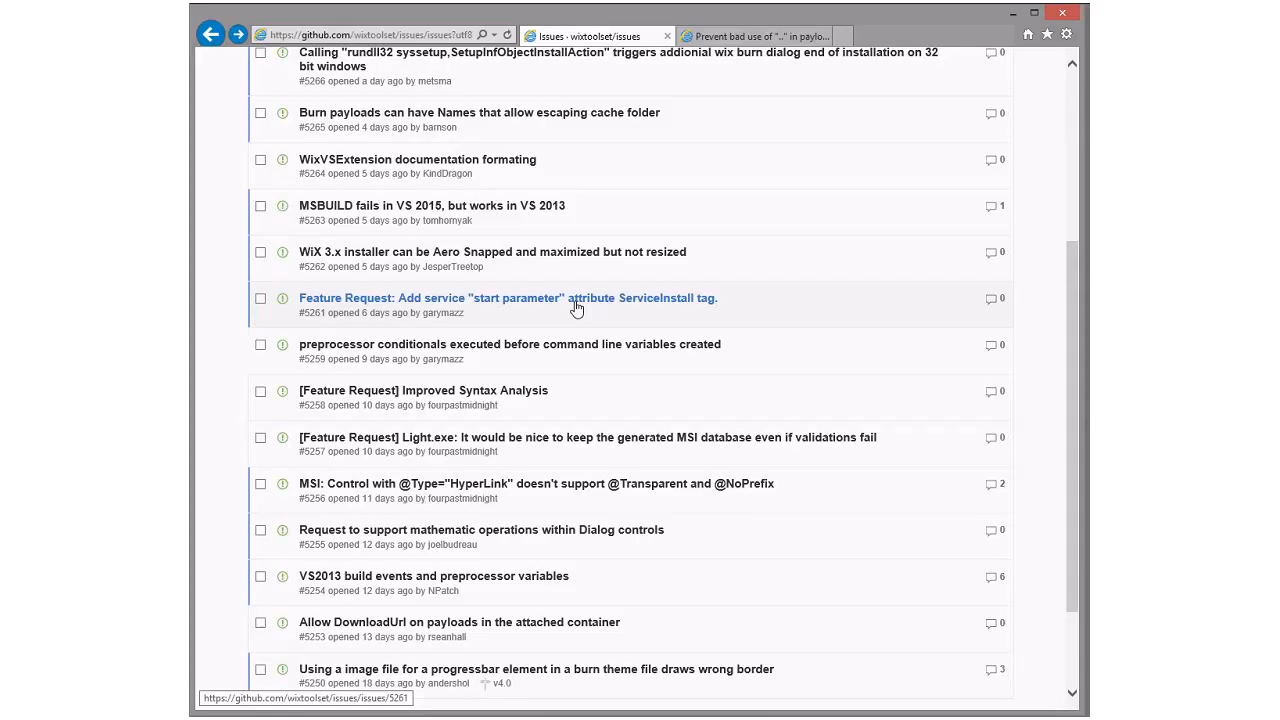 https://github.com/wixtoolset/issues/issues?utf8
Issues · wixtoolset/issues
Prevent bad use of ".." in paylo...
Calling "rundll32 syssetup,SetupInfObjectInstallAction" triggers addionial wix burn dialog end of installation on 32
bit windows
0
#5266 opened a day ago by metsma
Burn payloads can have Names that allow escaping cache folder
0
#5265 opened 4 days ago by barnson
WixVSExtension documentation formating
0
#5264 opened 5 days ago by KindDragon
MSBUILD fails in VS 2015, but works in VS 2013
1
#5263 opened 5 days ago by tomhornyak
WiX 3.x installer can be Aero Snapped and maximized but not resized
0
#5262 opened 5 days ago by JesperTreetop
Feature Request: Add service "start parameter" attribute ServiceInstall tag.
0
#5261 opened 6 days ago by garymazz
preprocessor conditionals executed before command line variables created
0
#5259 opened 9 days ago by garymazz
[Feature Request] Improved Syntax Analysis
0
#5258 opened 10 days ago by fourpastmidnight
[Feature Request] Light.exe: It would be nice to keep the generated MSI database even if validations fail
0
#5257 opened 10 days ago by fourpastmidnight
MSI: Control with @Type="HyperLink" doesn't support @Transparent and @NoPrefix
2
#5256 opened 11 days ago by fourpastmidnight
Request to support mathematic operations within Dialog controls
0
#5255 opened 12 days ago by joelbudreau
VS2013 build events and preprocessor variables
6
#5254 opened 12 days ago by NPatch
Allow DownloadUrl on payloads in the attached container
0
#5253 opened 13 days ago by rseanhall
Using a image file for a progressbar element in a burn theme file draws wrong border
3
#5250 opened 18 days ago by andershol v4.0
https://github.com/wixtoolset/issues/issues/5261